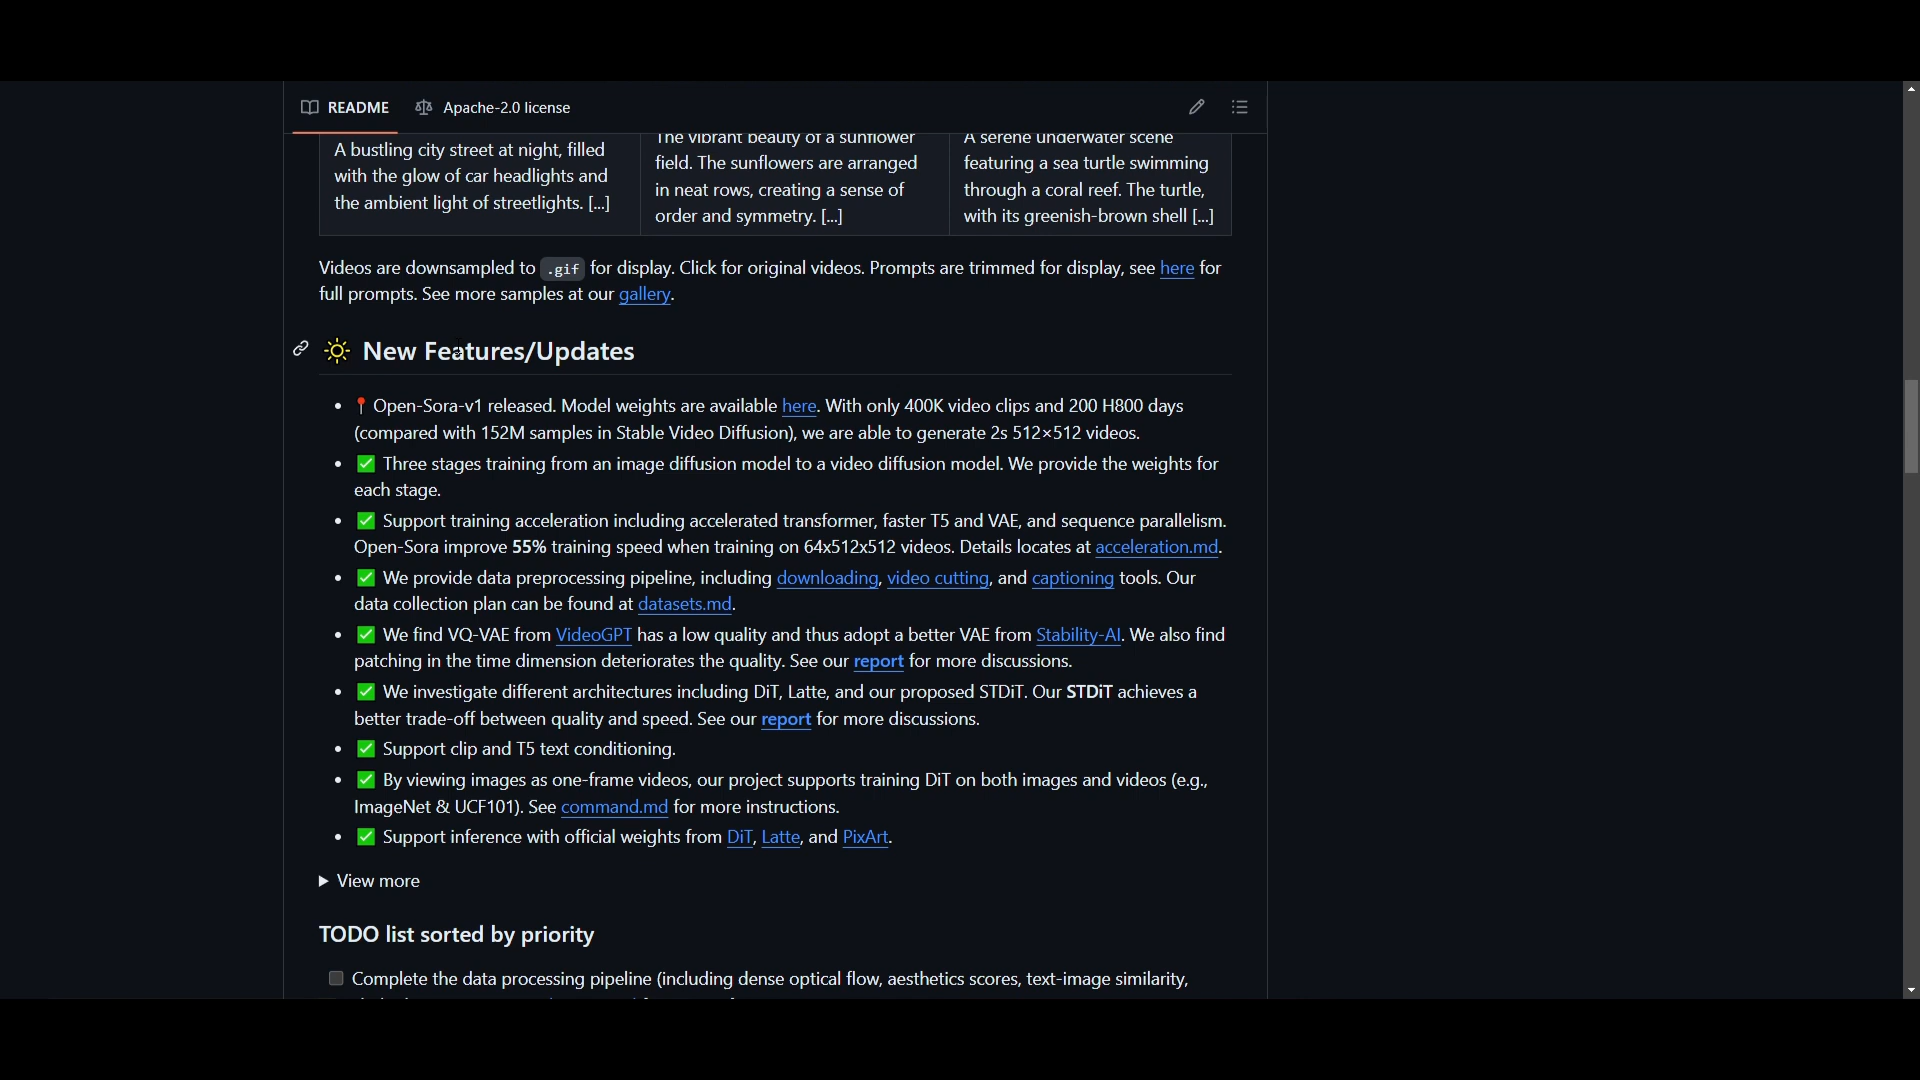 README Apache-2.0 license
A bustling city street at night, filled
with the glow of car headlights and
the ambient light of streetlights. [...]
The vibrant beauty of a sunflower
field. The sunflowers are arranged
in neat rows, creating a sense of
order and symmetry. [...]
A serene underwater scene
featuring a sea turtle swimming
through a coral reef. The turtle,
with its greenish-brown shell [...]
Videos are downsampled to .gif for display. Click for original videos. Prompts are trimmed for display, see here for
full prompts. See more samples at our gallery.
New Features/Updates
Open-Sora-v1 released. Model weights are available here. With only 400K video clips and 200 H800 days
(compared with 152M samples in Stable Video Diffusion), we are able to generate 2s 512×512 videos.
Three stages training from an image diffusion model to a video diffusion model. We provide the weights for
each stage.
Support training acceleration including accelerated transformer, faster T5 and VAE, and sequence parallelism.
Open-Sora improve 55% training speed when training on 64x512x512 videos. Details locates at acceleration.md.
We provide data preprocessing pipeline, including downloading, video cutting, and captioning tools. Our
data collection plan can be found at datasets.md.
We find VQ-VAE from VideoGPT has a low quality and thus adopt a better VAE from Stability-AI. We also find
patching in the time dimension deteriorates the quality. See our report for more discussions.
We investigate different architectures including DiT, Latte, and our proposed STDiT. Our STDiT achieves a
better trade-off between quality and speed. See our report for more discussions.
Support clip and T5 text conditioning.
By viewing images as one-frame videos, our project supports training DiT on both images and videos (e.g.,
ImageNet & UCF101). See command.md for more instructions.
Support inference with official weights from DiT, Latte, and PixArt.
View more
TODO list sorted by priority
Complete the data processing pipeline (including dense optical flow, aesthetics scores, text-image similarity,